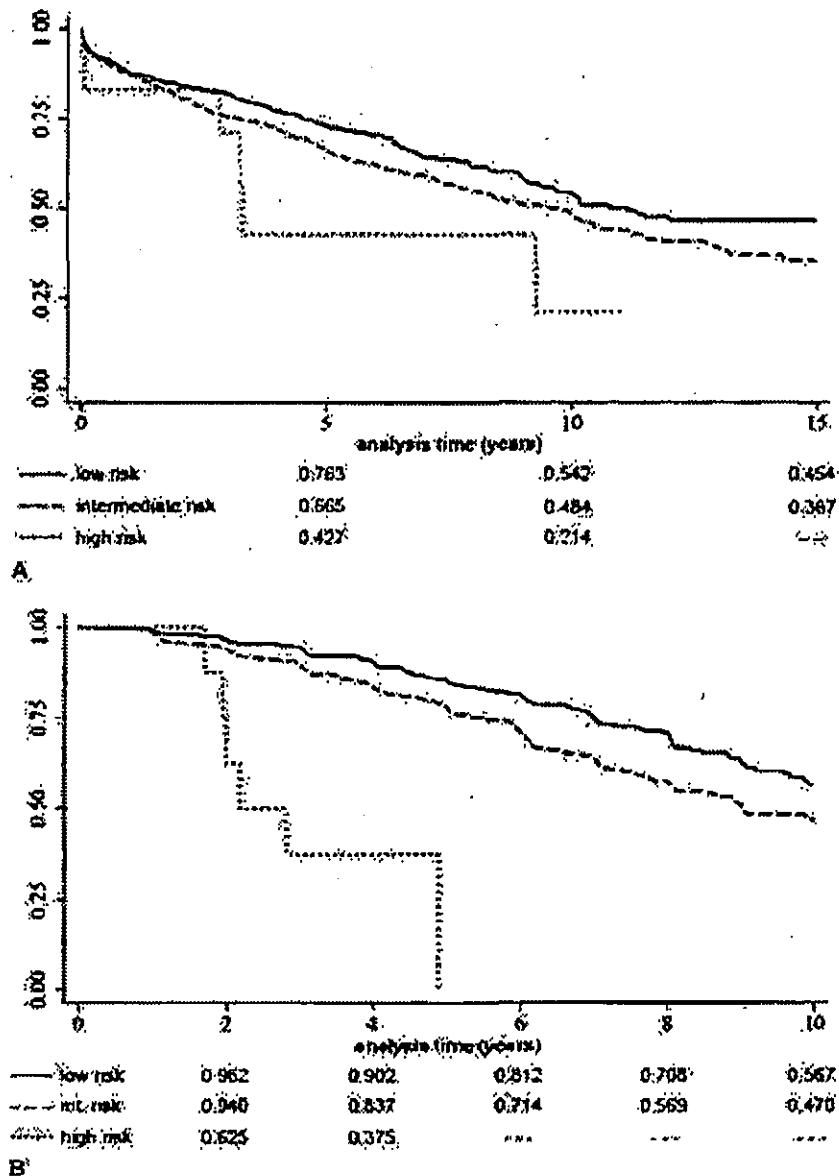 1.00
0.75
0.50
0.25
0.00
0 5 10 15
analysis time (years)
low risk 0.763 0.542 0.454
intermediate risk 0.665 0.484 0.367
high risk 0.427 0.214 ---
A
1.00
0.75
0.50
0.25
0.00
0 2 4 6 8 10
analysis time (years)
low risk 0.962 0.902 0.812 0.708 0.567
int. risk 0.940 0.837 0.714 0.569 0.470
high risk 0.625 0.375 --- --- ---
B